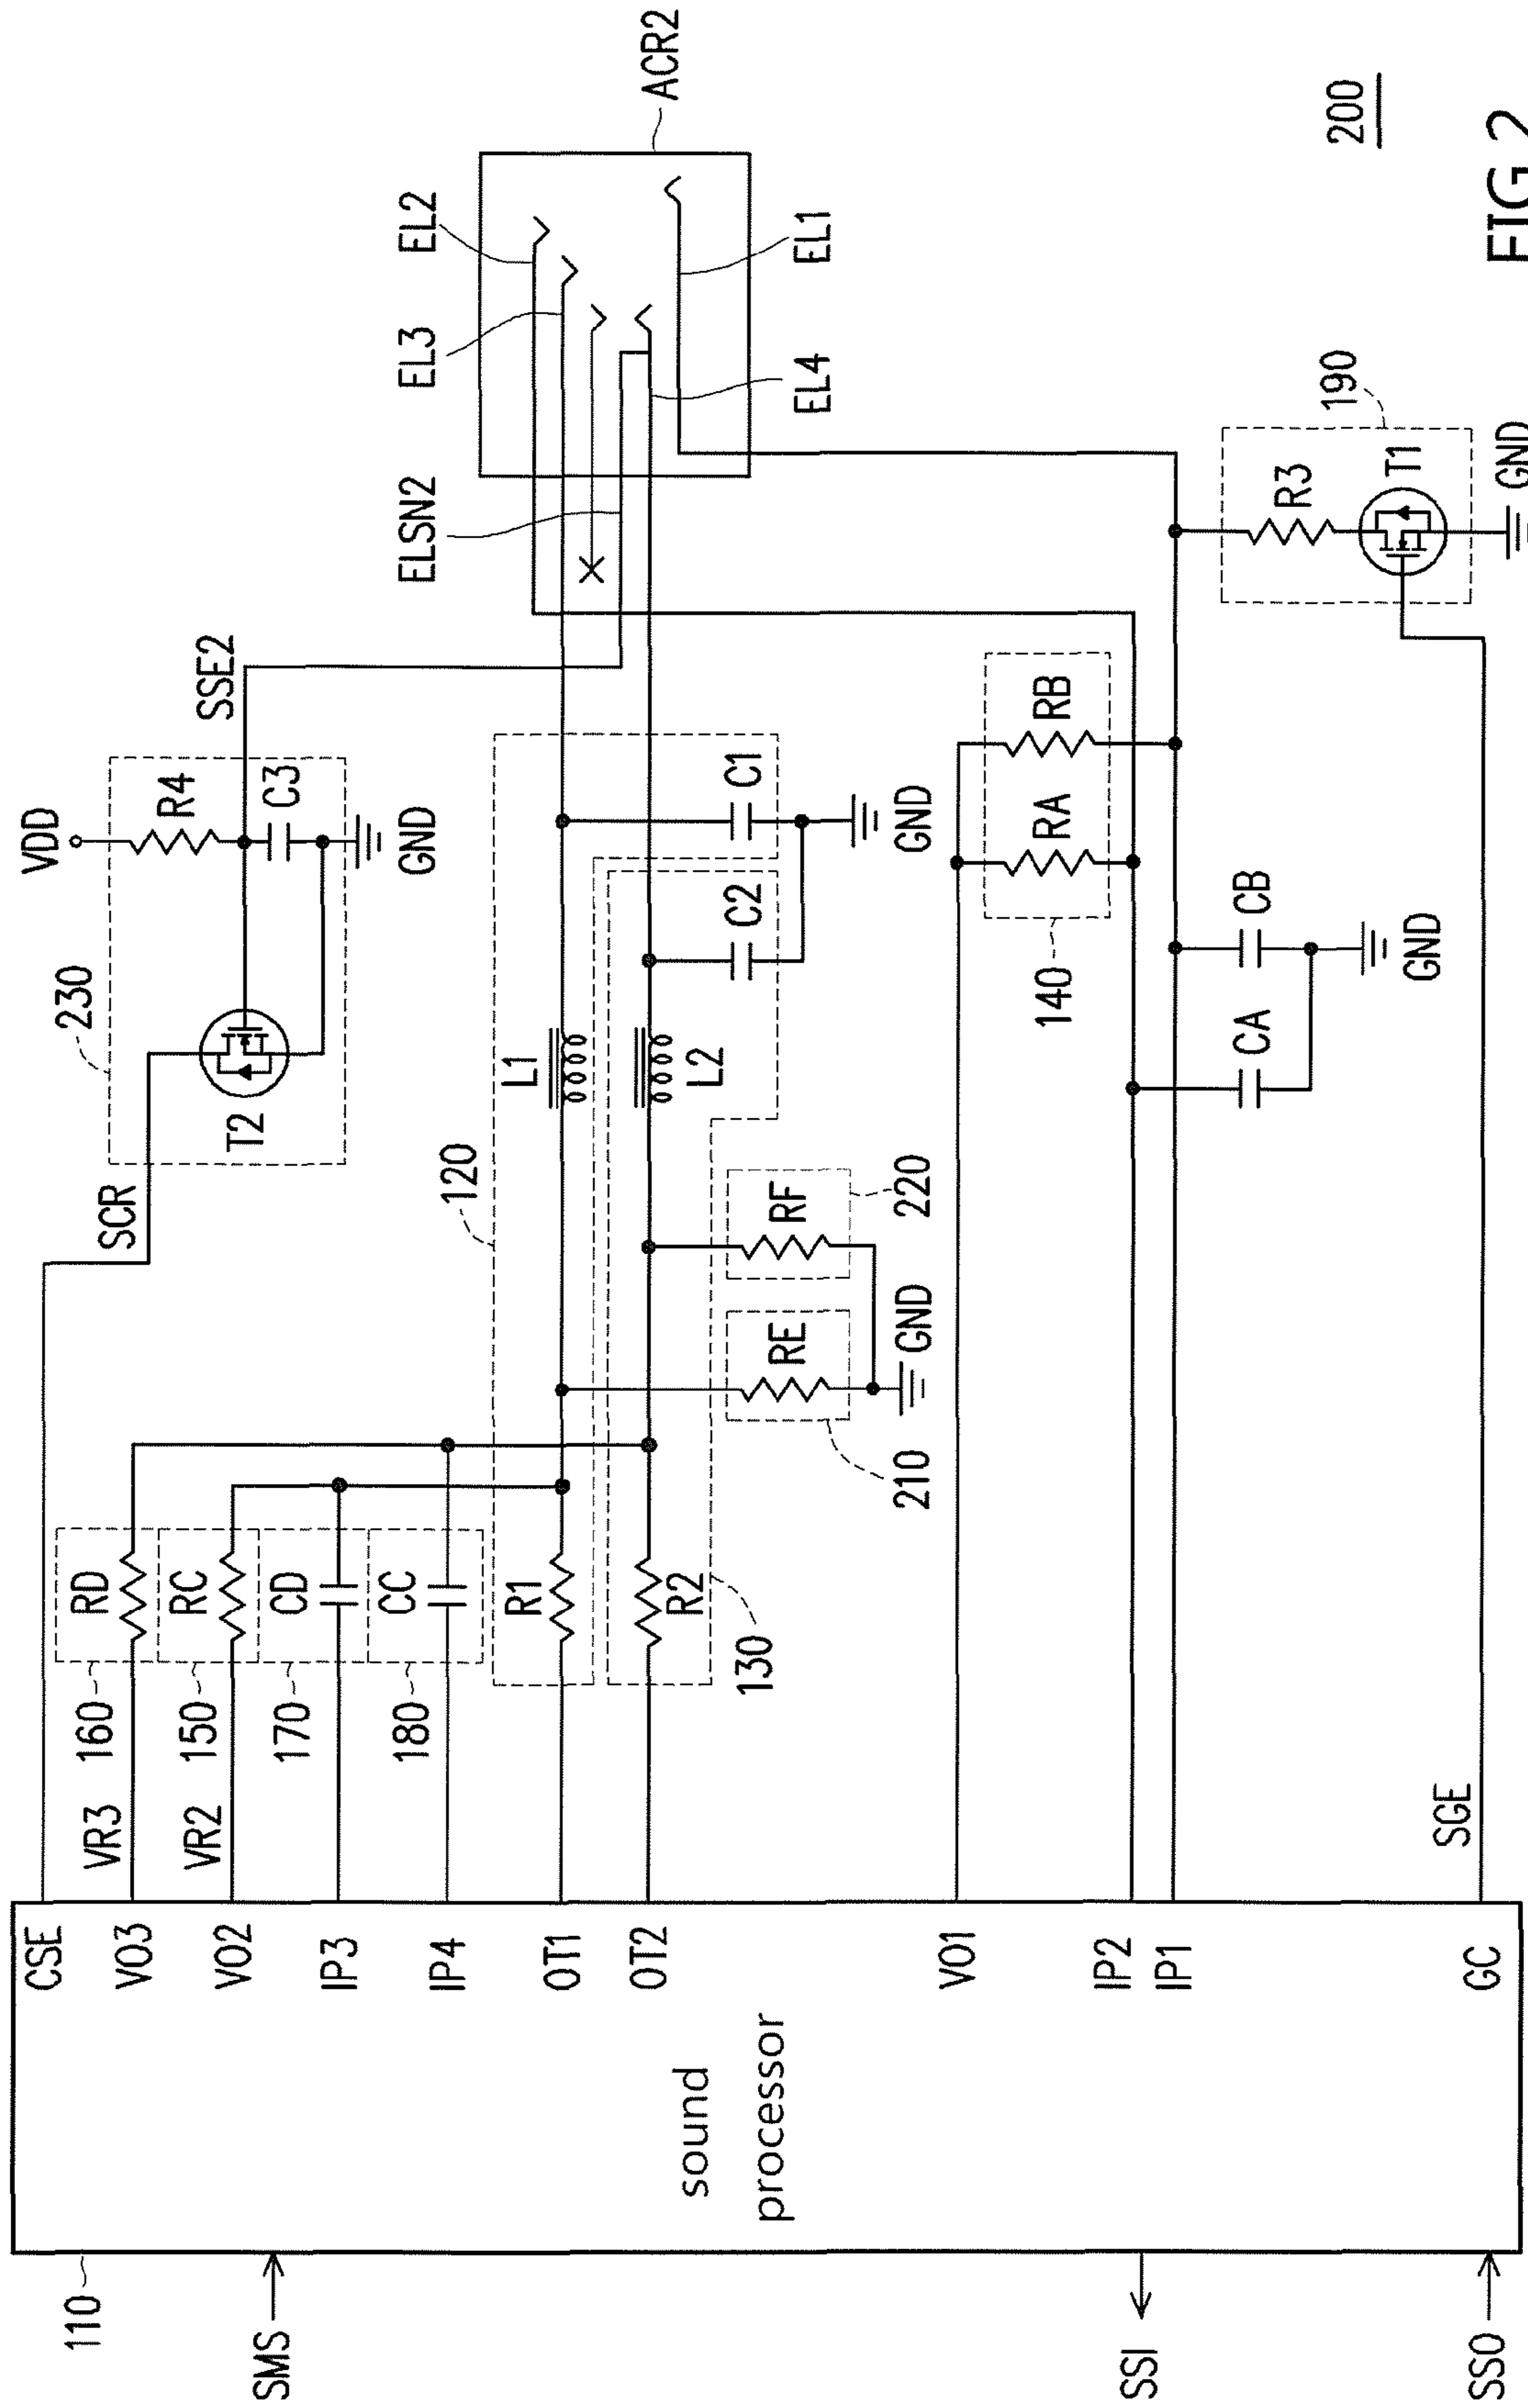 ACR2
EL2
EL3
ELSN2
EL4
EL1
200
FIG. 2
190
R3
T1
GND
SSE2
VDD
R4
C3
GND
230
T2
SCR
120
L1
L2
C1
C2
GND
RB
RA
140
CB
CA
GND
RF
220
RE
210
GND
RD
RC
CD
CC
R1
R2
160
150
170
180
130
VR3
VR2
SGE
CSE
VO3
VO2
IP3
IP4
OT1
OT2
VO1
IP2
IP1
GC
sound
processor
110
SMS
SSI
SSO